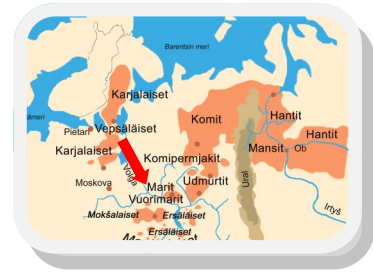 Barentsin meri
Karjalaiset
Komit
Hantit
Pietari
Vepsäläiset
Hantit
Karjalaiset
Mansit
Ob
Komipermjakit
Volga
Moskova
Marit
Udmurtit
Ural
Vuorimarit
Irtyš
Mokšalaiset
Ersäläiset
Ersäläiset